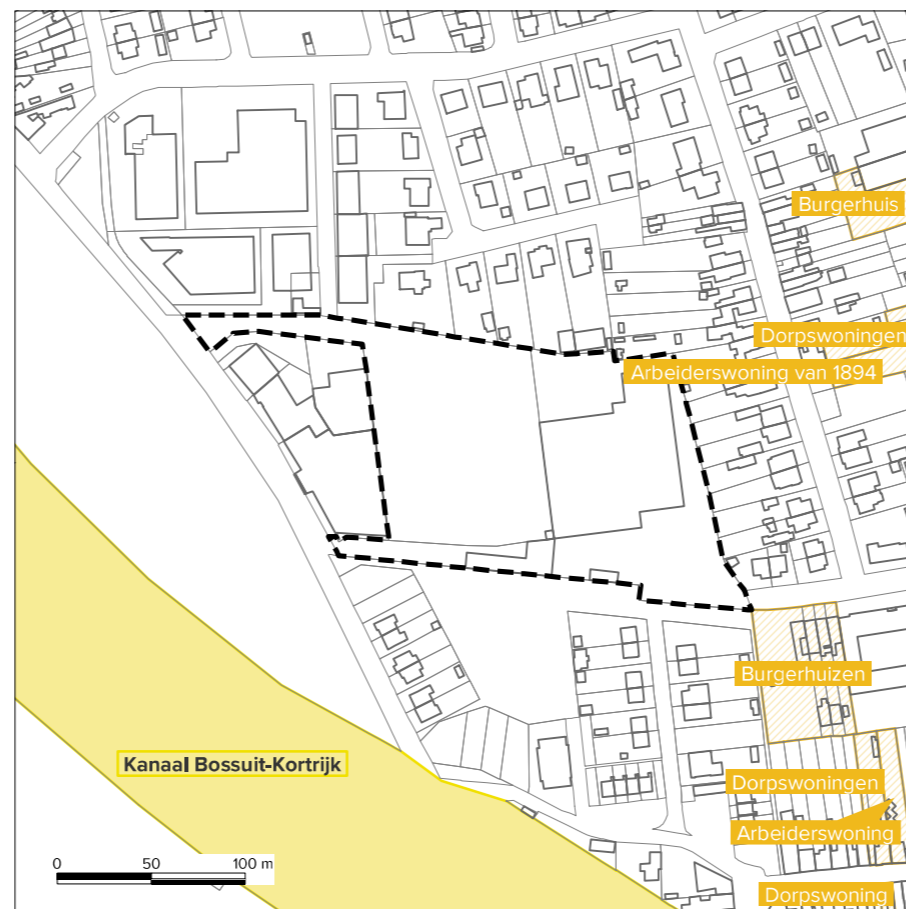 Burgerhuis
Dorpswoningen
Arbeiderswoning van 1894
Burgerhuizen
Kanaal Bossuit-Kortrijk
Dorpswoningen
Arbeiderswoning
Dorpswoning
0 50 100 m